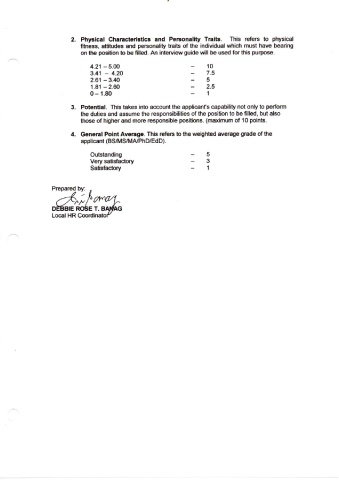 2. Physical Characteristics and Personality Traits. This refers to physical
fitness, attitudes and personality traits of the individual which must have bearing
on the position to be filled. An interview guide will be used for this purpose.
4.21 – 5.00 – 10
3.41 – 4.20 – 7.5
2.61 – 3.40 – 5
1.81 – 2.60 – 2.5
0 – 1.80 – 1
3. Potential. This takes into account the applicant's capability not only to perform
the duties and assume the responsibilities of the position to be filled, but also
those of higher and more responsible positions. (maximum of 10 points.
4. General Point Average. This refers to the weighted average grade of the
applicant (BS/MS/MA/PhD/EdD).
Outstanding – 5
Very satisfactory – 3
Satisfactory – 1
Prepared by:
DEBBIE ROSE T. BANAG
Local HR Coordinator